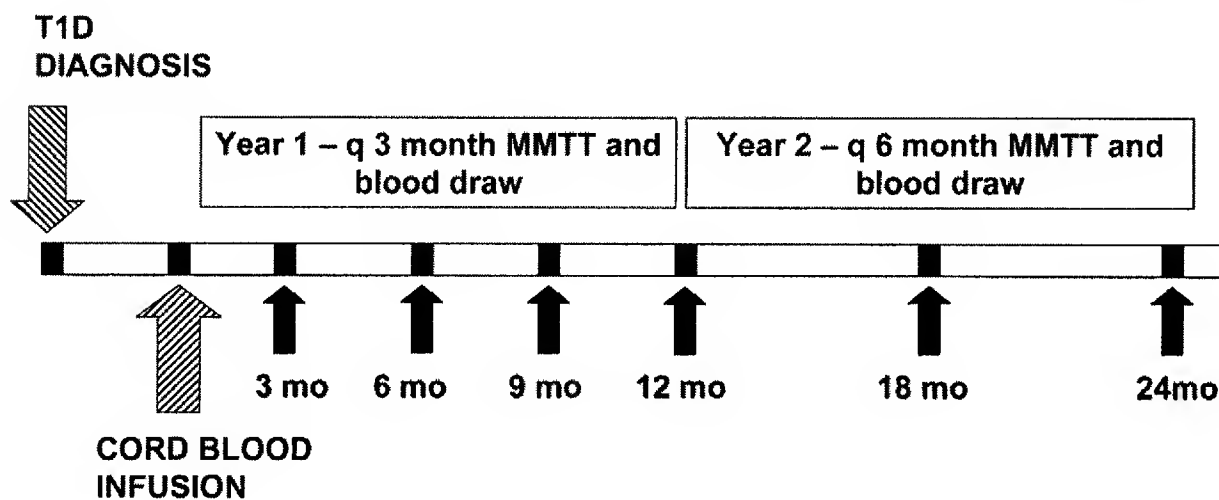 T1D
DIAGNOSIS
Year 1 – q 3 month MMTT and
blood draw
Year 2 – q 6 month MMTT and
blood draw
3 mo
6 mo
9 mo
12 mo
18 mo
24mo
CORD BLOOD
INFUSION